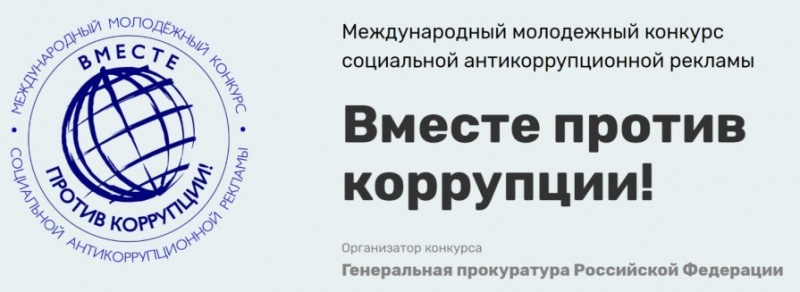 МЕЖДУНАРОДНЫЙ МОЛОДЁЖНЫЙ КОНКУРС
СОЦИАЛЬНОЙ АНТИКОРРУПЦИОННОЙ РЕКЛАМЫ
ВМЕСТЕ
ПРОТИВ КОРРУПЦИИ!
Международный молодежный конкурс
социальной антикоррупционной рекламы
Вместе против
коррупции!
Организатор конкурса
Генеральная прокуратура Российской Федерации